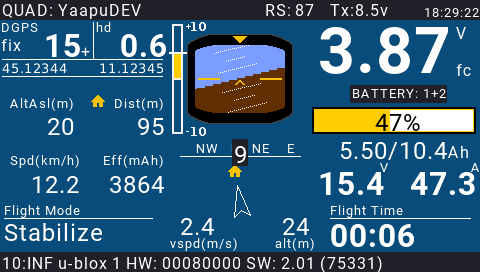 QUAD: YaapuDEV RS: 87 Tx:8.5v 18:29:22
DGPS
fix 15+
hd
0.6
45.12344 11.12345
+10
-10
AltAsl(m) Dist(m)
20 95
Spd(km/h) Eff(mAh)
12.2 3864
Flight Mode
Stabilize
NW 9 NE E
2.4 24
vspd(m/s) alt(m)
3.87 V
fc
BATTERY: 1+2
47%
5.50/10.4Ah
15.4 V 47.3 A
Flight Time
00:06
10:INF u-blox 1 HW: 00080000 SW: 2.01 (75331)